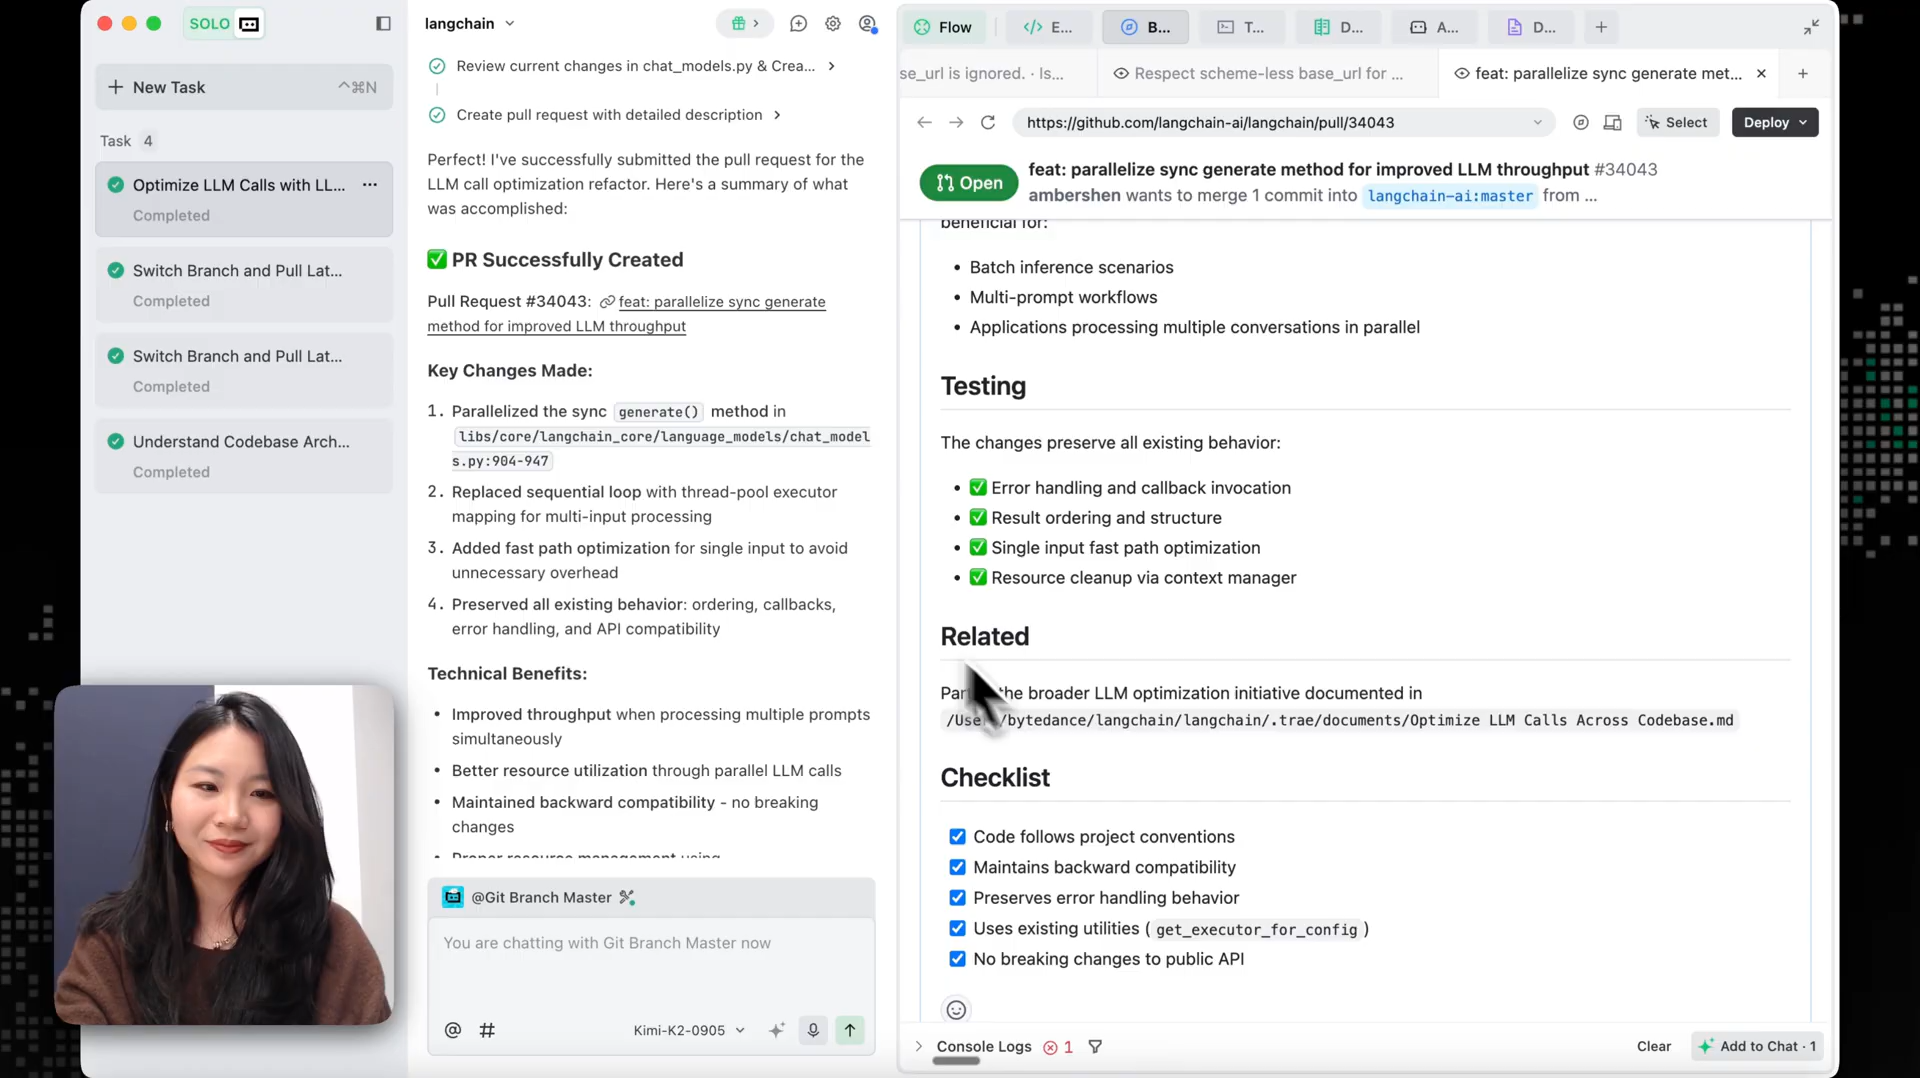 SOLO
New Task
^⌘N
Task 4
Optimize LLM Calls with LL... ···
Completed
Switch Branch and Pull Lat...
Completed
Switch Branch and Pull Lat...
Completed
Understand Codebase Arch...
Completed
langchain
Review current changes in chat_models.py & Crea...
Create pull request with detailed description
Perfect! I've successfully submitted the pull request for the
LLM call optimization refactor. Here's a summary of what
was accomplished:
✅ PR Successfully Created
Pull Request #34043: feat: parallelize sync generate
method for improved LLM throughput
Key Changes Made:
1. Parallelized the sync generate() method in
libs/core/langchain_core/language_models/chat_model
s.py:904-947
2. Replaced sequential loop with thread-pool executor
mapping for multi-input processing
3. Added fast path optimization for single input to avoid
unnecessary overhead
4. Preserved all existing behavior: ordering, callbacks,
error handling, and API compatibility
Technical Benefits:
• Improved throughput when processing multiple prompts
simultaneously
• Better resource utilization through parallel LLM calls
• Maintained backward compatibility - no breaking
changes
• Proper resource management using
@Git Branch Master
You are chatting with Git Branch Master now
@ # Kimi-K2-0905
Flow E... B... T... D... A... D... +
se_url is ignored. · Is...
Respect scheme-less base_url for ...
feat: parallelize sync generate met...
https://github.com/langchain-ai/langchain/pull/34043
Select
Deploy
Open
feat: parallelize sync generate method for improved LLM throughput #34043
ambershen wants to merge 1 commit into langchain-ai:master from ...
beneficial for:
• Batch inference scenarios
• Multi-prompt workflows
• Applications processing multiple conversations in parallel
Testing
The changes preserve all existing behavior:
• ✅ Error handling and callback invocation
• ✅ Result ordering and structure
• ✅ Single input fast path optimization
• ✅ Resource cleanup via context manager
Related
Part the broader LLM optimization initiative documented in
/bytedance/langchain/langchain/.trae/documents/Optimize LLM Calls Across Codebase.md
Checklist
Code follows project conventions
Maintains backward compatibility
Preserves error handling behavior
Uses existing utilities ( get_executor_for_config )
No breaking changes to public API
Console Logs 1
Clear
Add to Chat · 1